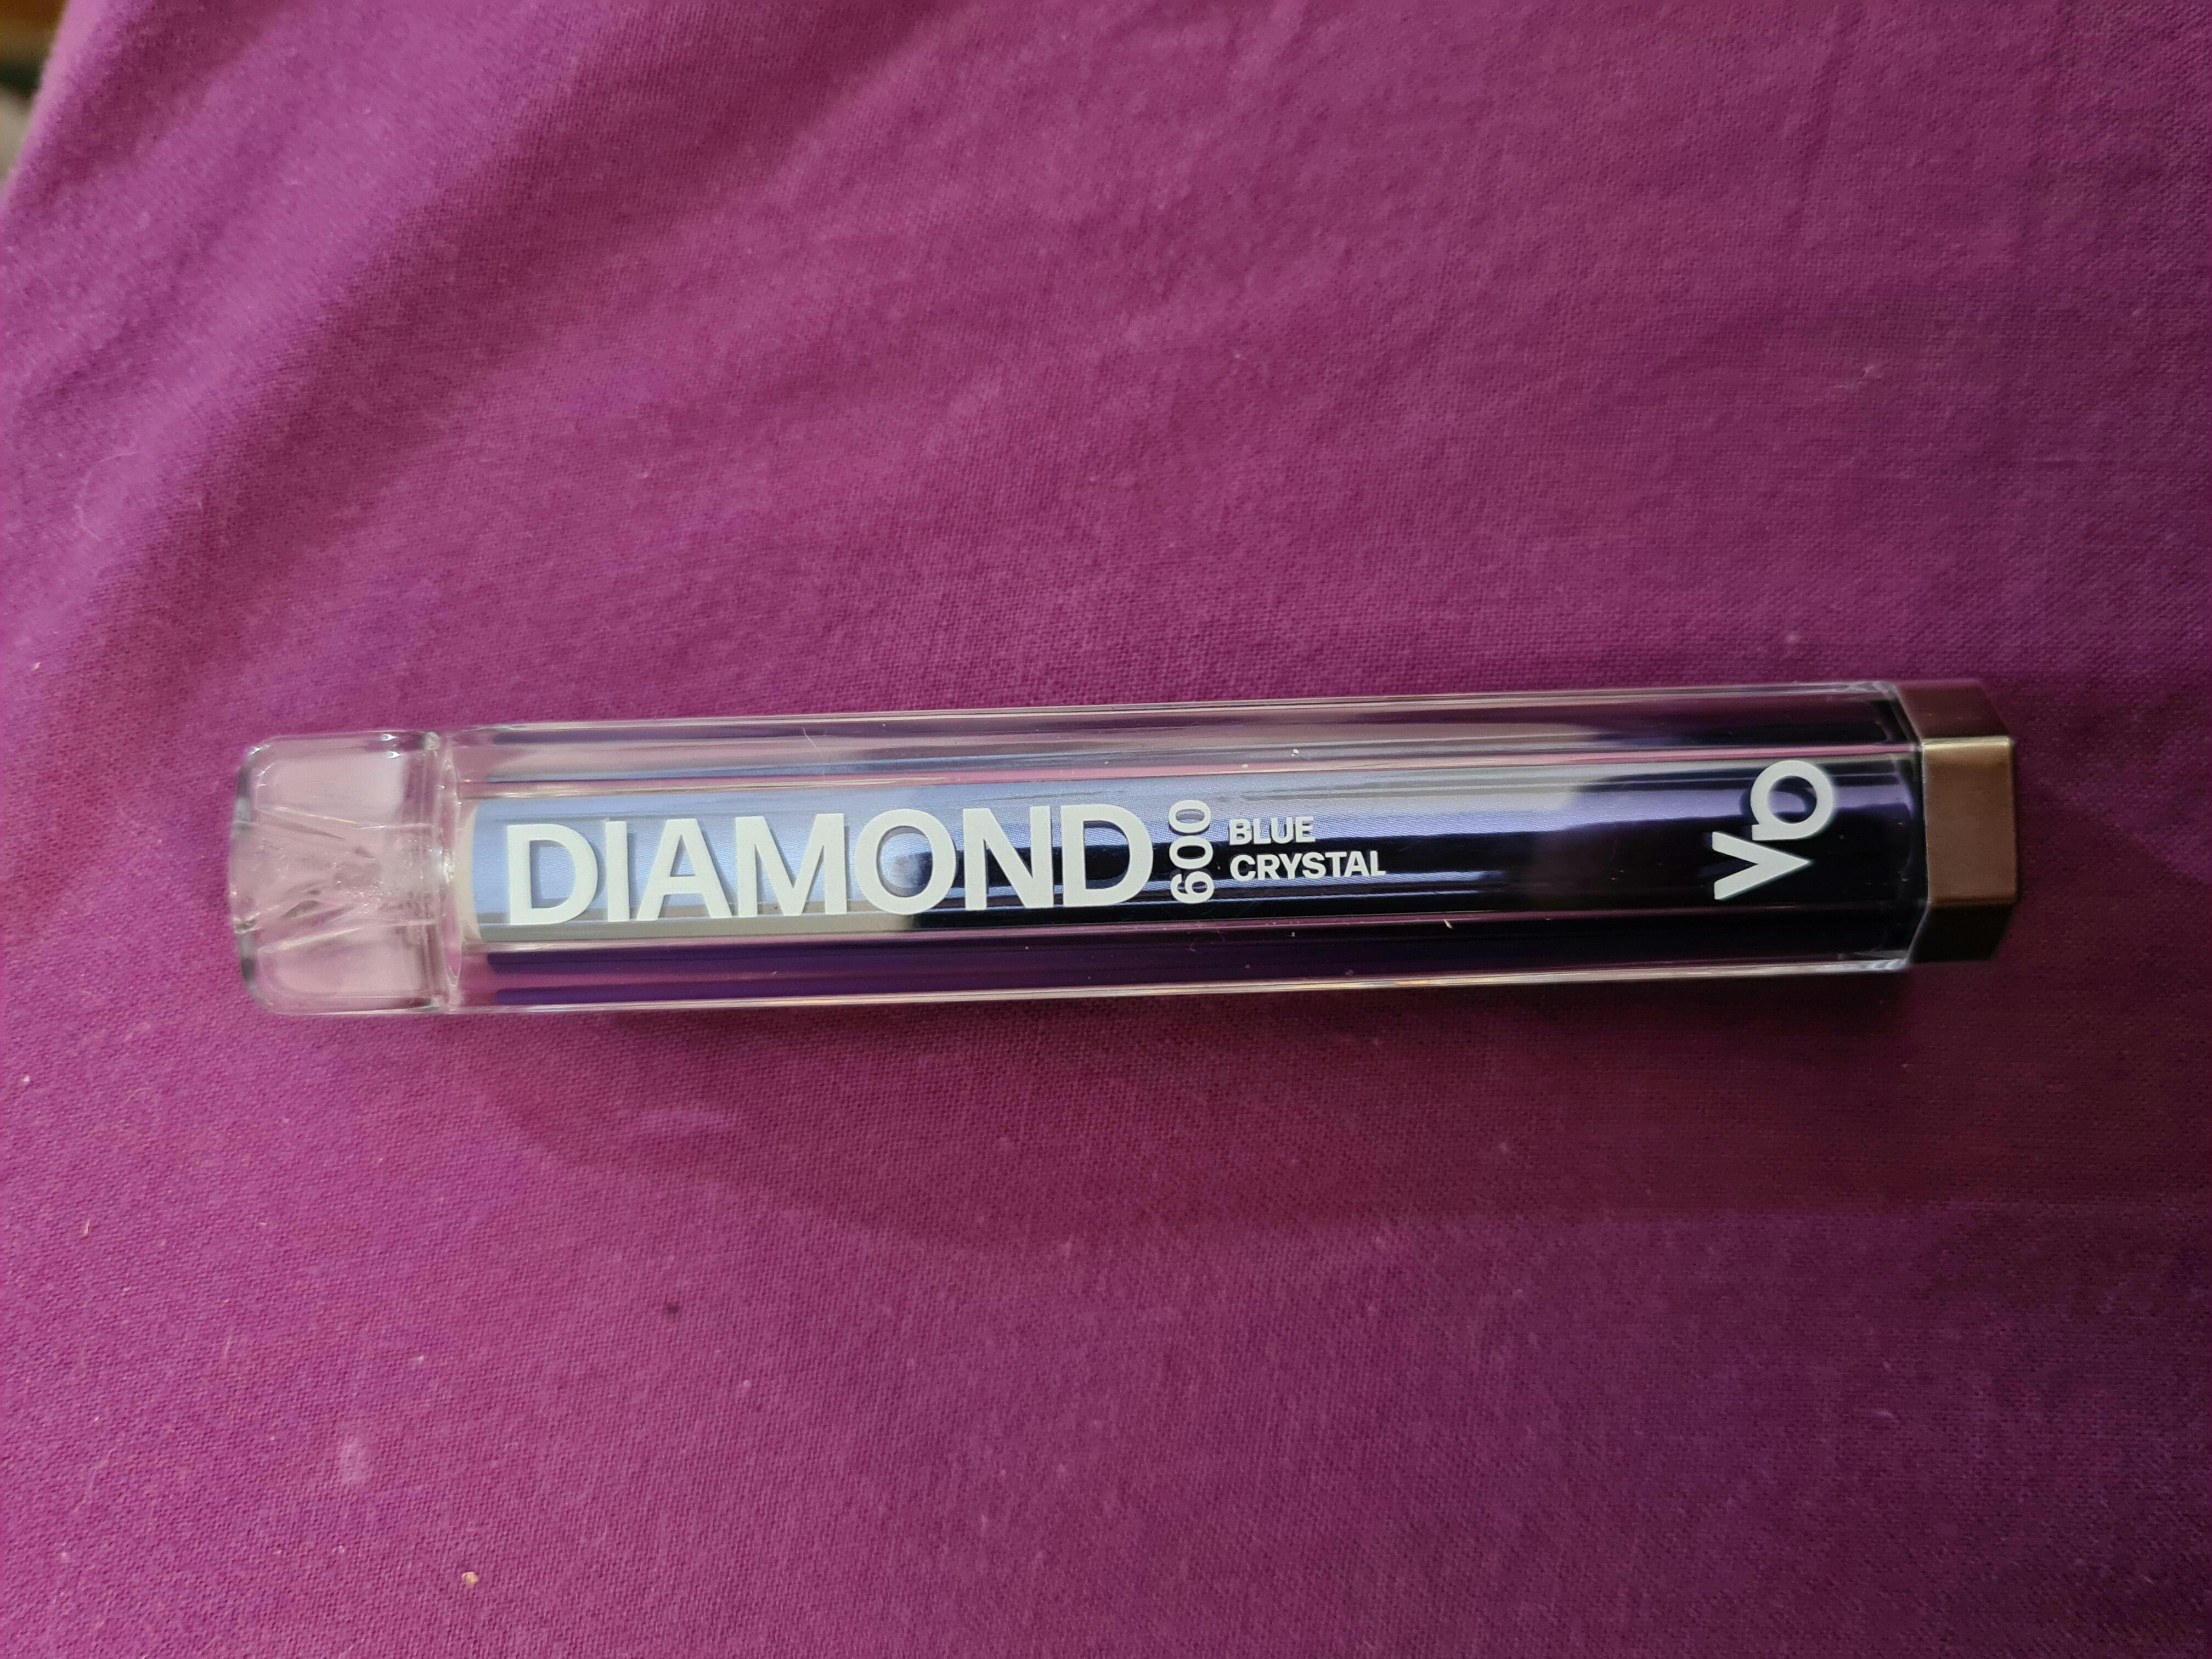 DIAMOND
600
BLUE
CRYSTAL
Vb